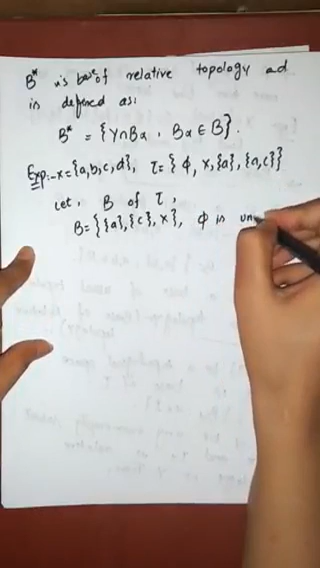 B* is base of relative topology and
is defined as:
B* = {Y∩Bα , Bα ∈ B}.
Exp:- X={a,b,c,d}, τ={ϕ, X,{a},{a,c}}
let, B of τ,
B={{a},{c},X}, ϕ is un